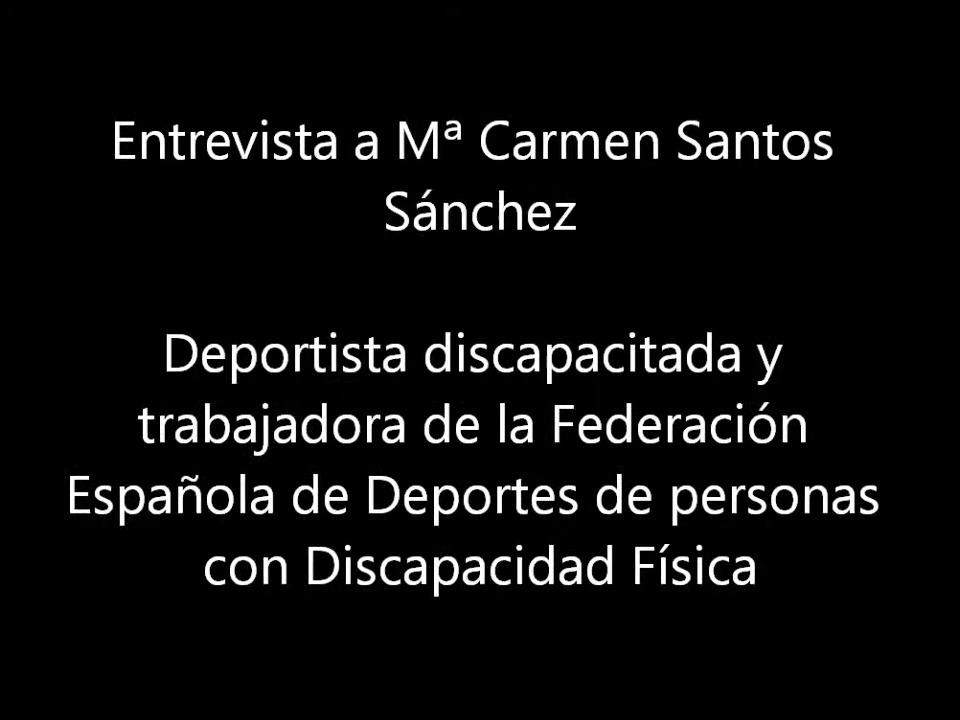 Entrevista a Mª Carmen Santos
Sánchez
Deportista discapacitada y
trabajadora de la Federación
Española de Deportes de personas
con Discapacidad Física